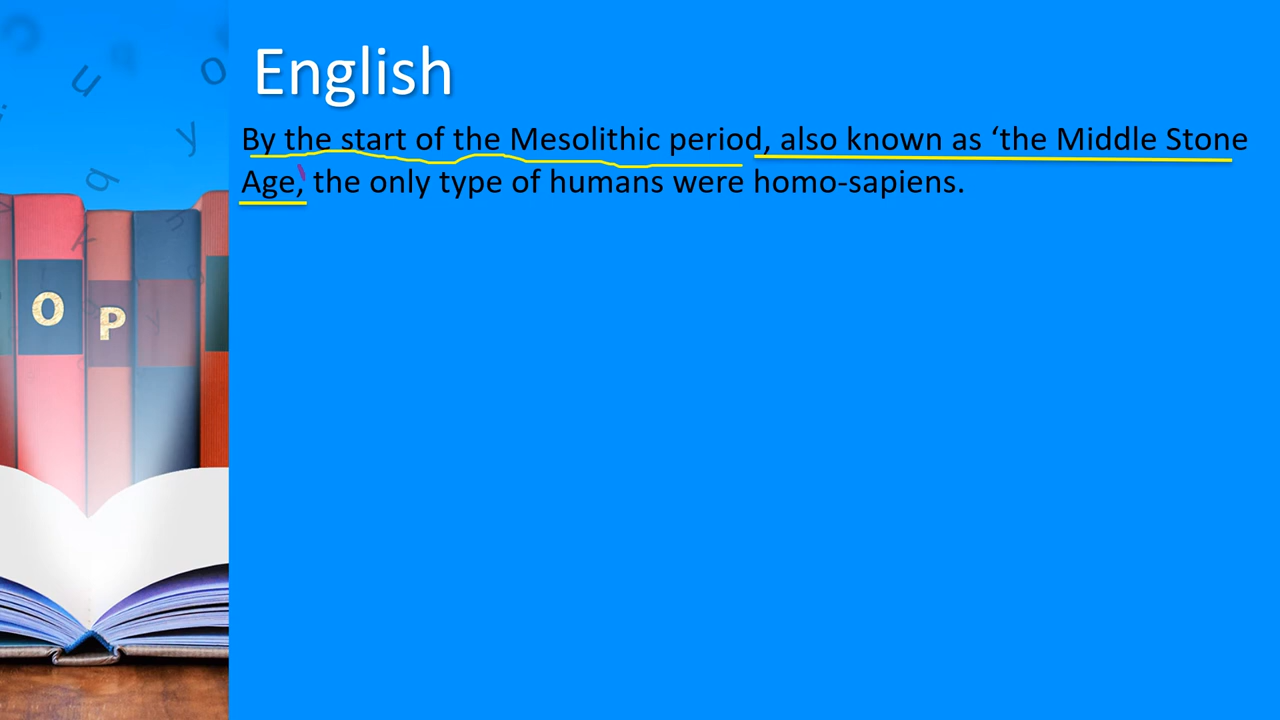 English
By the start of the Mesolithic period, also known as ‘the Middle Stone
Age,' the only type of humans were homo-sapiens.
O
P
u
o
y
a
k
h